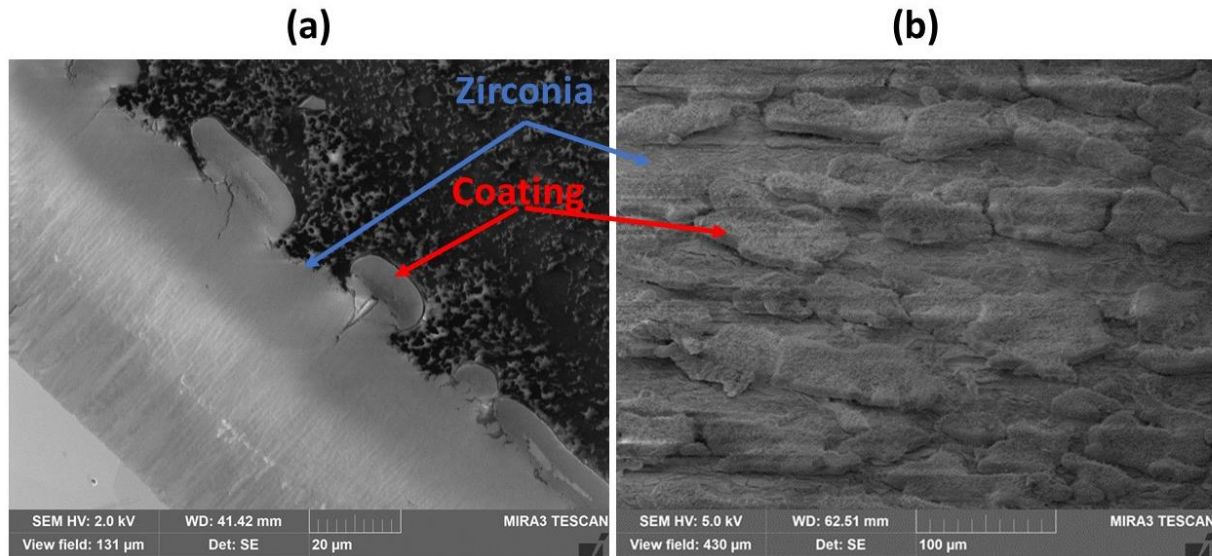 (a)
(b)
Zirconia
Coating
SEM HV: 2.0 kV
WD: 41.42 mm
MIRA3 TESCAN
View field: 131 µm
Det: SE
20 µm
SEM HV: 5.0 kV
WD: 62.51 mm
MIRA3 TESCAN
View field: 430 µm
Det: SE
100 µm